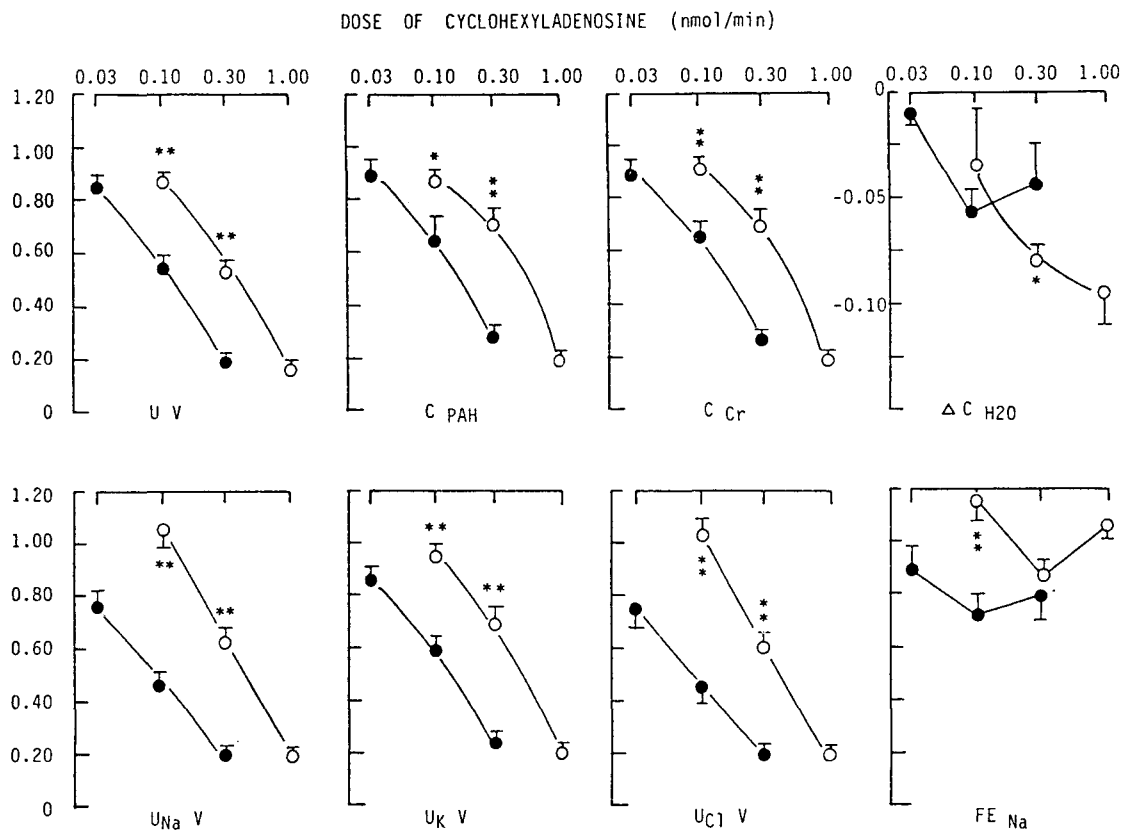 DOSE OF CYCLOHEXYLADENOSINE (nmol/min)
0.03 0.10 0.30 1.00 0.03 0.10 0.30 1.00 0.03 0.10 0.30 1.00 0.03 0.10 0.30 1.00
1.20
1.00
0.80
0.60
0.40
0.20
0
0
-0.05
-0.10
** ** * ** ** ** *
U V C PAH C Cr Δ C H2O
1.20
1.00
0.80
0.60
0.40
0.20
0
** ** ** ** ** ** **
UNa V UK V UCl V FE Na